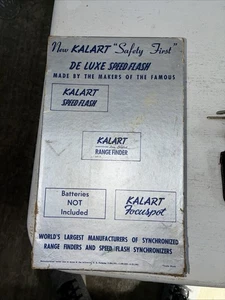 New KALART "Safety First"
DE LUXE SPEED FLASH
MADE BY THE MAKERS OF THE FAMOUS
KALART
SPEED FLASH
KALART
RANGE FINDER
Batteries
NOT
Included
KALART
Focuspot
WORLD'S LARGEST MANUFACTURERS OF SYNCHRONIZED
RANGE FINDERS AND SPEED FLASH SYNCHRONIZERS